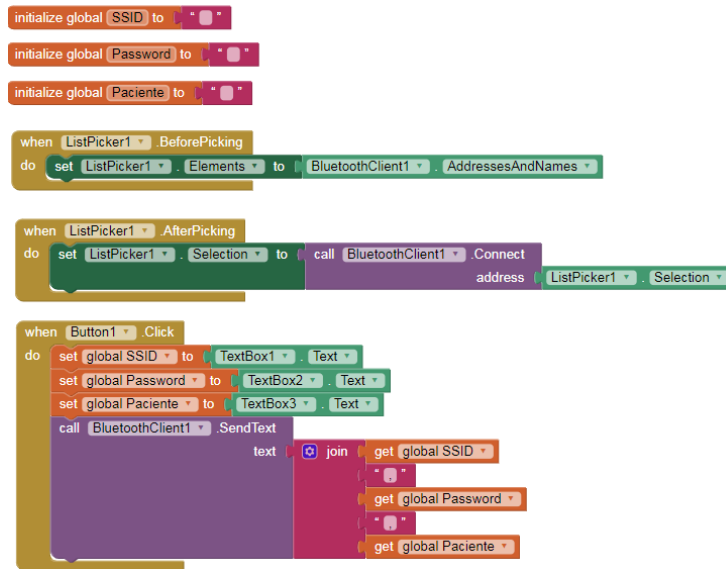 initialize global SSID to " "
initialize global Password to " "
initialize global Paciente to " "
when ListPicker1 .BeforePicking
do set ListPicker1 . Elements to BluetoothClient1 . AddressesAndNames
when ListPicker1 .AfterPicking
do set ListPicker1 . Selection to call BluetoothClient1 .Connect
address ListPicker1 . Selection
when Button1 .Click
do set global SSID to TextBox1 . Text
set global Password to TextBox2 . Text
set global Paciente to TextBox3 . Text
call BluetoothClient1 .SendText
text join get global SSID
" , "
get global Password
" , "
get global Paciente